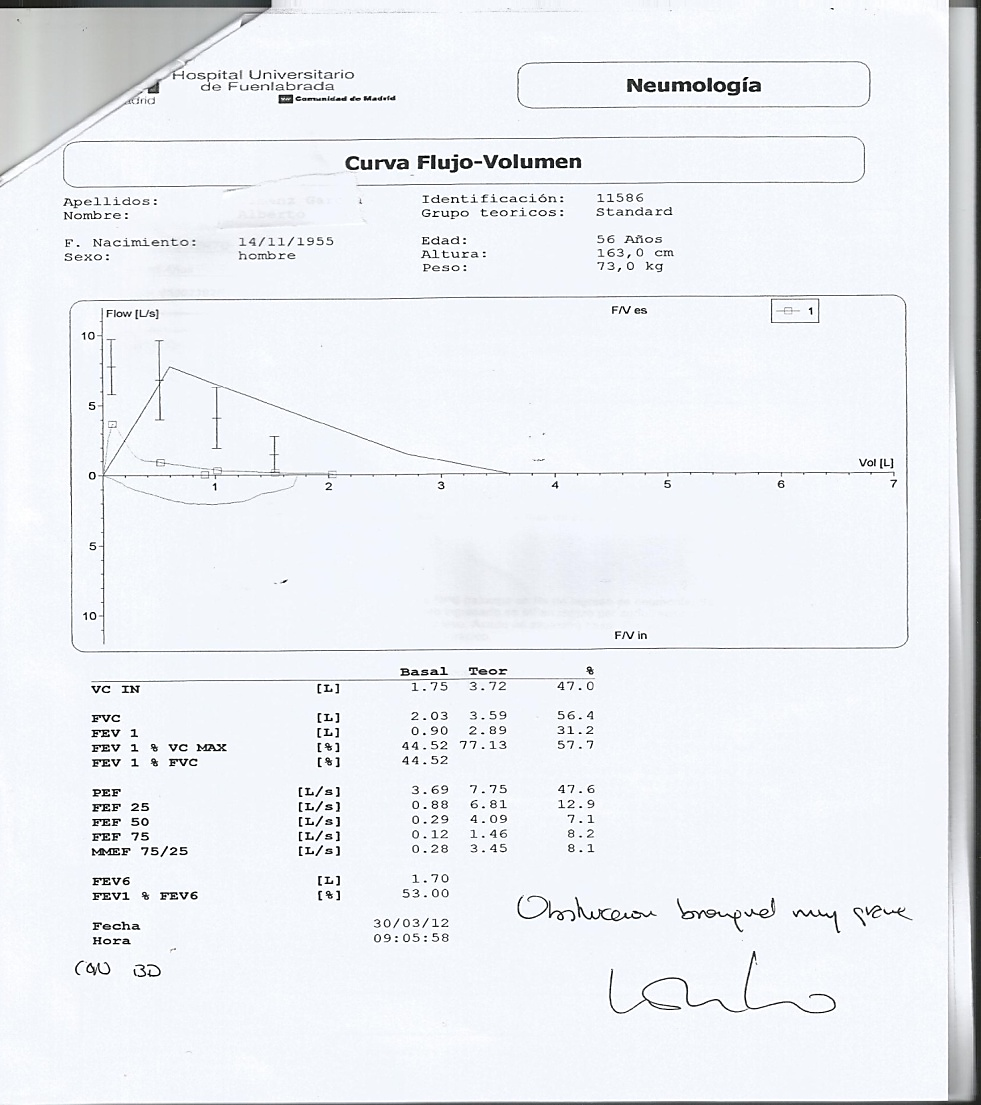 Hospital Universitario
de Fuenlabrada
Comunidad de Madrid
Neumología
Curva Flujo-Volumen
Apellidos:
Identificación: 11586
Nombre:
Grupo teoricos: Standard
F. Nacimiento: 14/11/1955
Edad: 56 Años
Sexo: hombre
Altura: 163,0 cm
Peso: 73,0 kg
Flow [L/s]
F/V es
1
10
5
0
Vol [L]
1 2 3 4 5 6 7
5
10
F/V in
Basal Teor %
VC IN [L] 1.75 3.72 47.0
FVC [L] 2.03 3.59 56.4
FEV 1 [L] 0.90 2.89 31.2
FEV 1 % VC MAX [%] 44.52 77.13 57.7
FEV 1 % FVC [%] 44.52
PEF [L/s] 3.69 7.75 47.6
FEF 25 [L/s] 0.88 6.81 12.9
FEF 50 [L/s] 0.29 4.09 7.1
FEF 75 [L/s] 0.12 1.46 8.2
MMEF 75/25 [L/s] 0.28 3.45 8.1
FEV6 [L] 1.70
FEV1 % FEV6 [%] 53.00
Obstruccion bronquial muy grave
Fecha 30/03/12
Hora 09:05:58
CON BD